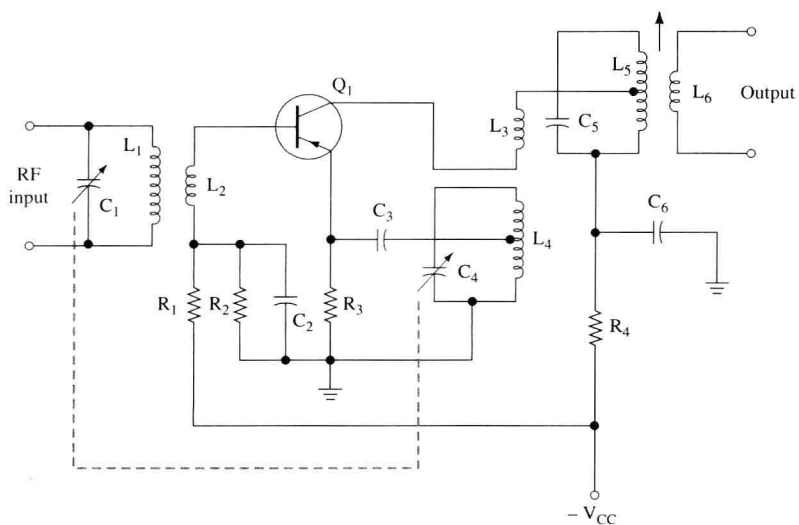 Q1
L5
L6
Output
L3
C5
L1
RF
input
C1
L2
C3
C6
L4
C4
R1
R2
C2
R3
R4
– VCC